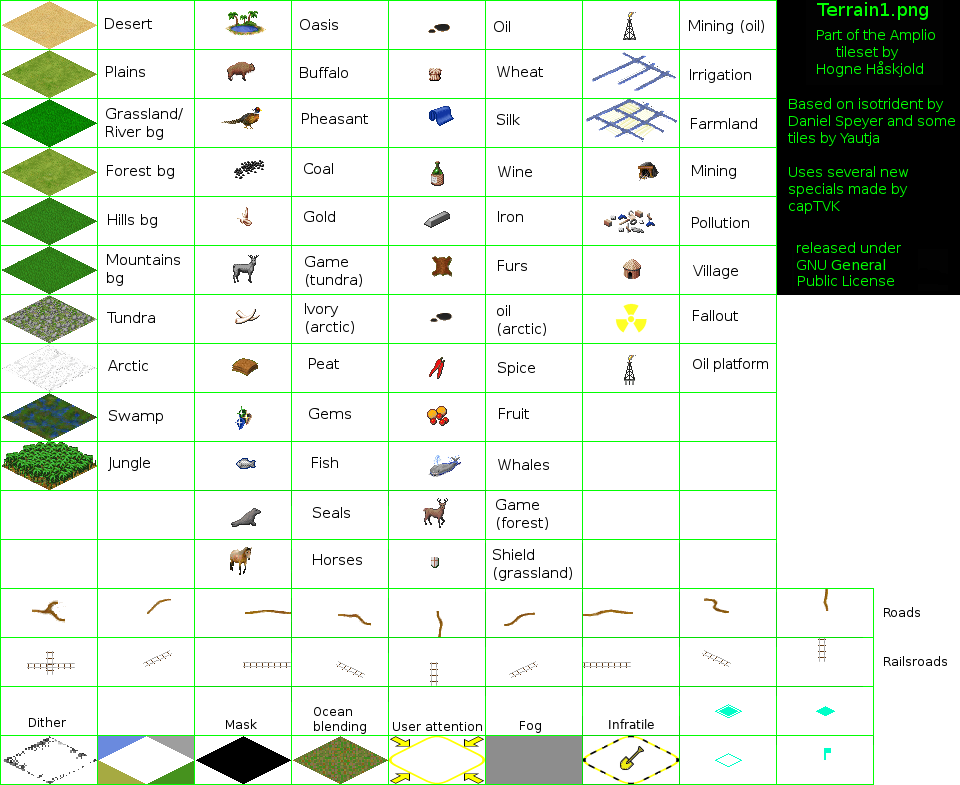 Terrain1.png
Part of the Amplio
tileset by
Hogne Håskjold
Based on isotrident by
Daniel Speyer and some
tiles by Yautja
Uses several new
specials made by
capTVK
released under
GNU General
Public License
Desert
Oasis
Oil
Mining (oil)
Plains
Buffalo
Wheat
Irrigation
Grassland/
River bg
Pheasant
Silk
Farmland
Forest bg
Coal
Wine
Mining
Hills bg
Gold
Iron
Pollution
Mountains
bg
Game
(tundra)
Furs
Village
Tundra
Ivory
(arctic)
oil
(arctic)
Fallout
Arctic
Peat
Spice
Oil platform
Swamp
Gems
Fruit
Jungle
Fish
Whales
Seals
Game
(forest)
Horses
Shield
(grassland)
Roads
Railsroads
Dither
Mask
Ocean
blending
User attention
Fog
Infratile